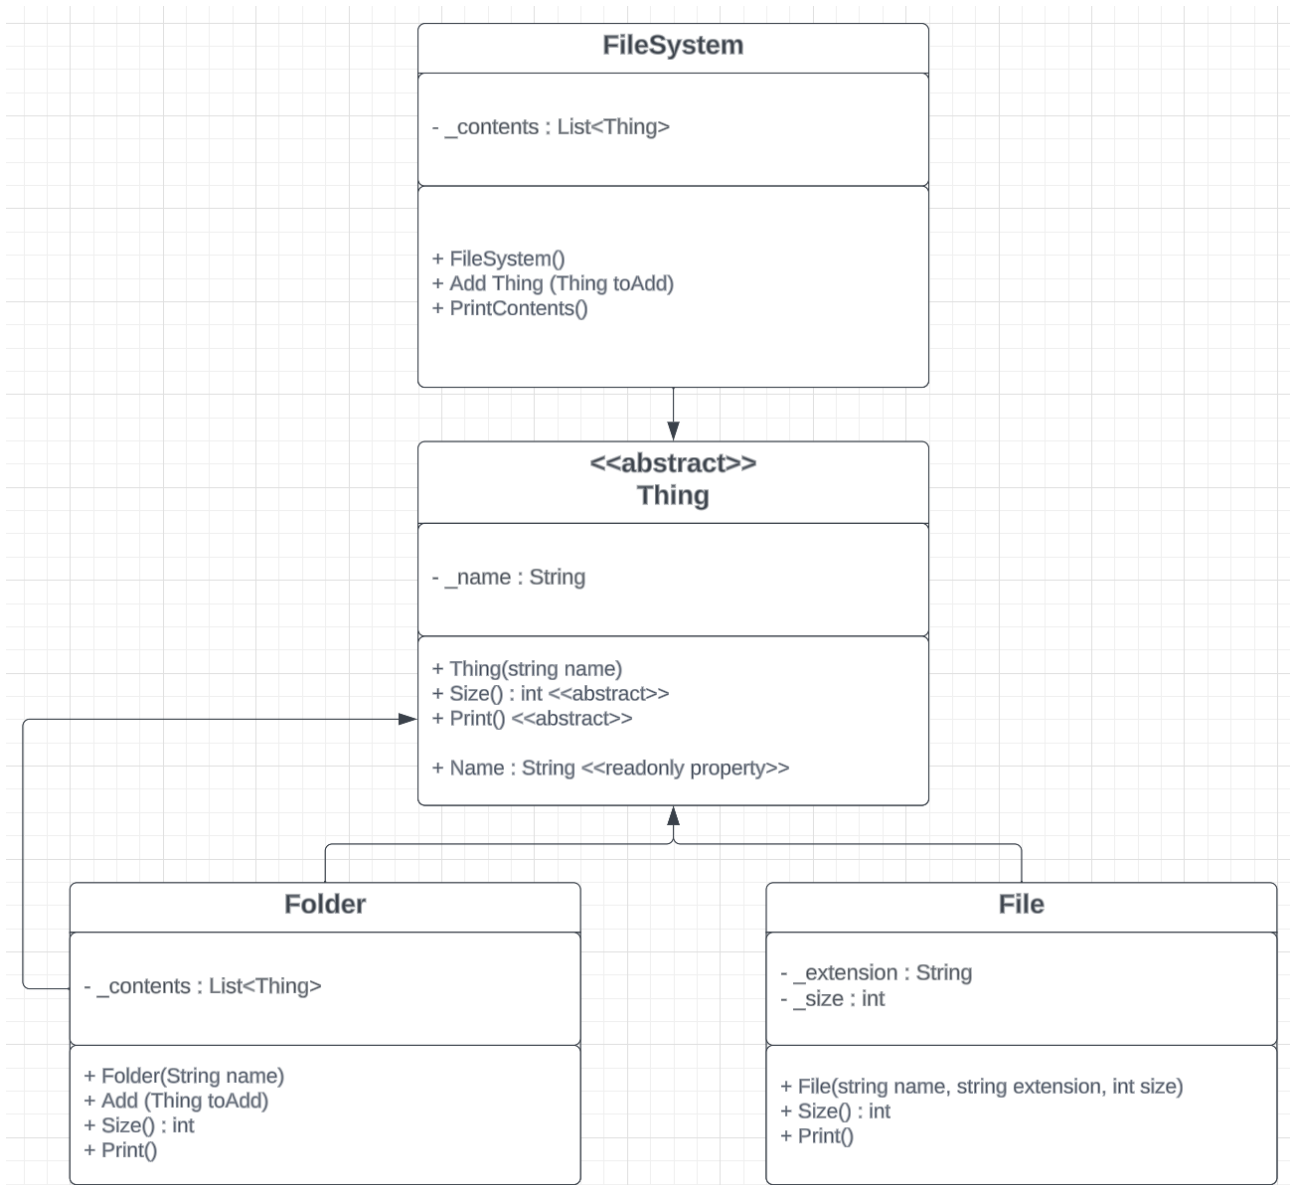 FileSystem
- _contents : List<Thing>
+ FileSystem()
+ Add Thing (Thing toAdd)
+ PrintContents()
<<abstract>>
Thing
- _name : String
+ Thing(string name)
+ Size() : int <<abstract>>
+ Print() <<abstract>>
+ Name : String <<readonly property>>
Folder
- _contents : List<Thing>
+ Folder(String name)
+ Add (Thing toAdd)
+ Size() : int
+ Print()
File
- _extension : String
- _size : int
+ File(string name, string extension, int size)
+ Size() : int
+ Print()